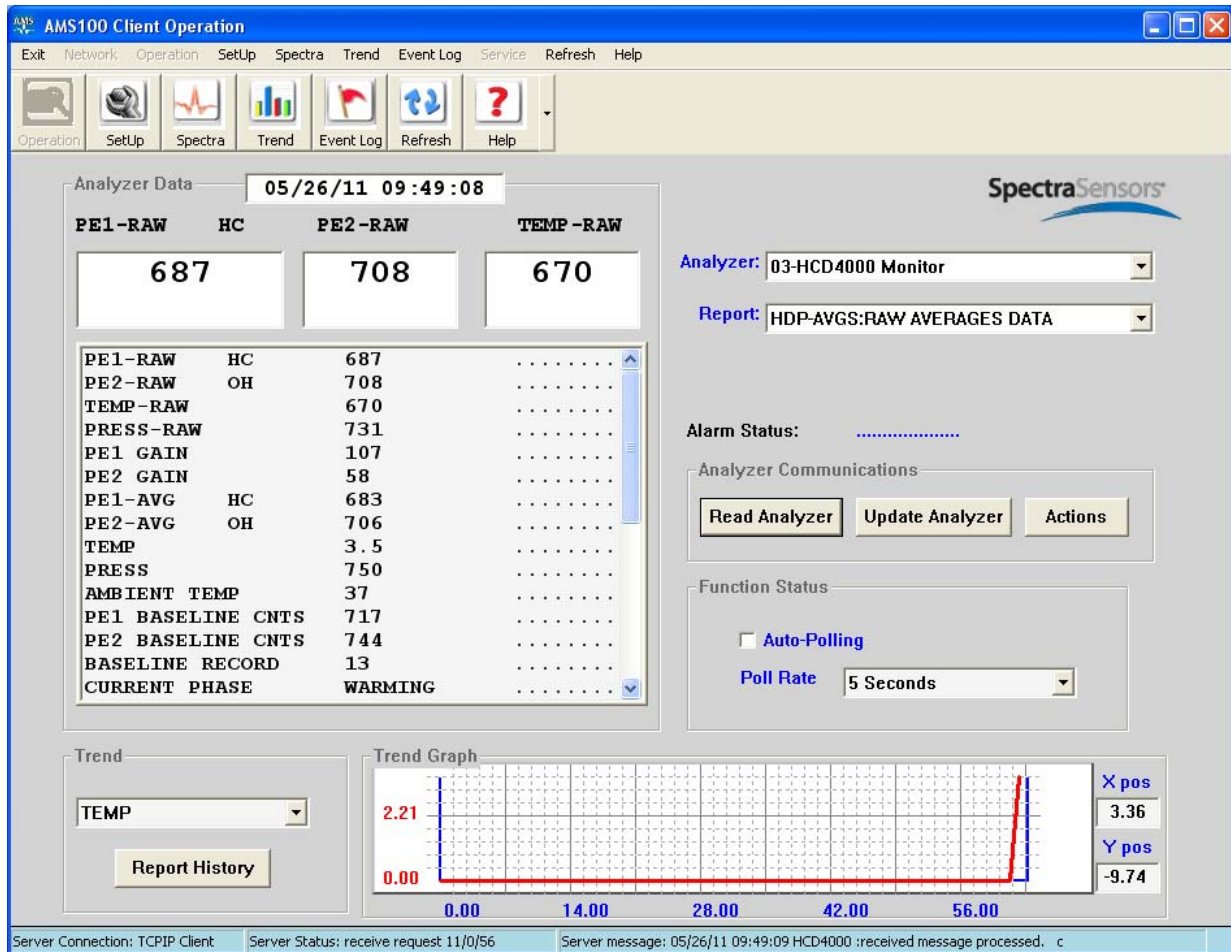 AMS AMS100 Client Operation
Exit Network Operation SetUp Spectra Trend Event Log Service Refresh Help
Operation SetUp Spectra Trend Event Log Refresh Help
Analyzer Data 05/26/11 09:49:08
SpectraSensors
PE1-RAW HC PE2-RAW TEMP-RAW
687 708 670
Analyzer: 03-HCD4000 Monitor
Report: HDP-AVGS:RAW AVERAGES DATA
PE1-RAW HC 687 ........
PE2-RAW OH 708 ........
TEMP-RAW 670 ........
PRESS-RAW 731 ........
PE1 GAIN 107 ........
PE2 GAIN 58 ........
PE1-AVG HC 683 ........
PE2-AVG OH 706 ........
TEMP 3.5 ........
PRESS 750 ........
AMBIENT TEMP 37 ........
PE1 BASELINE CNTS 717 ........
PE2 BASELINE CNTS 744 ........
BASELINE RECORD 13 ........
CURRENT PHASE WARMING ........
Alarm Status: ....................
Analyzer Communications
Read Analyzer Update Analyzer Actions
Function Status
Auto-Polling
Poll Rate 5 Seconds
Trend
TEMP
Report History
Trend Graph
2.21
0.00
0.00 14.00 28.00 42.00 56.00
X pos
3.36
Y pos
-9.74
Server Connection: TCPIP Client Server Status: receive request 11/0/56 Server message: 05/26/11 09:49:09 HCD4000 :received message processed. c